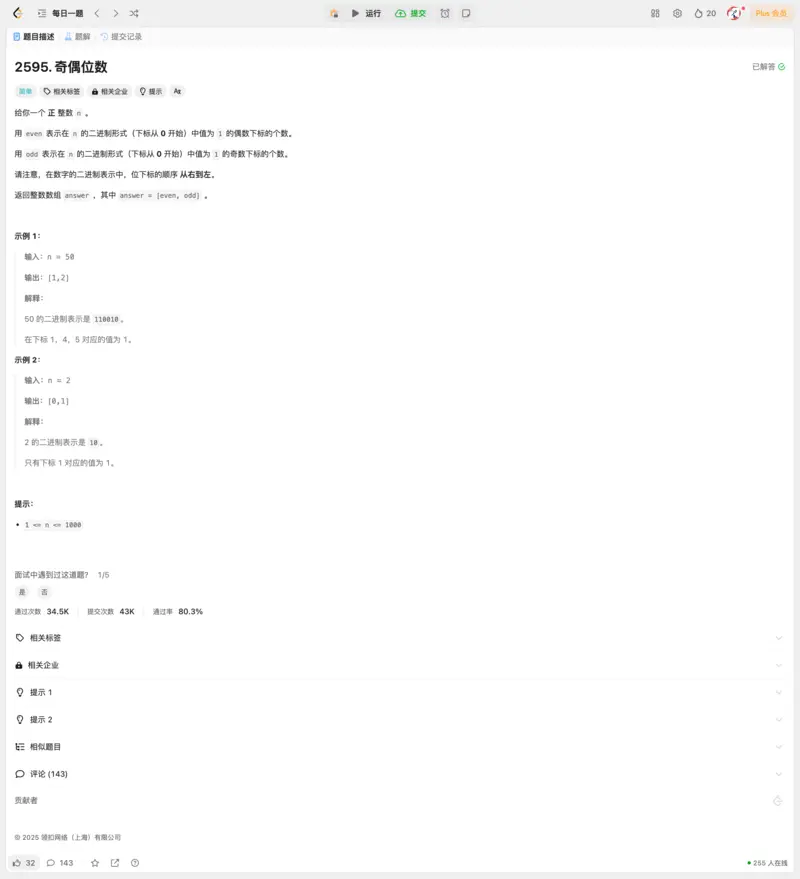 每日一题
运行
提交
20
Plus 会员
题目描述
题解
提交记录
2595. 奇偶位数
已解答
简单
相关标签
相关企业
提示
Az
给你一个 正 整数 n 。
用 even 表示在 n 的二进制形式（下标从 0 开始）中值为 1 的偶数下标的个数。
用 odd 表示在 n 的二进制形式（下标从 0 开始）中值为 1 的奇数下标的个数。
请注意，在数字的二进制表示中，位下标的顺序 从右到左。
返回整数数组 answer ，其中 answer = [even, odd] 。
示例 1：
输入：n = 50
输出：[1,2]
解释：
50 的二进制表示是 110010。
在下标 1，4，5 对应的值为 1。
示例 2：
输入：n = 2
输出：[0,1]
解释：
2 的二进制表示是 10。
只有下标 1 对应的值为 1。
提示：
• 1 <= n <= 1000
面试中遇到过这道题? 1/5
是
否
通过次数 34.5K
提交次数 43K
通过率 80.3%
相关标签
相关企业
提示 1
提示 2
相似题目
评论 (143)
贡献者
© 2025 领扣网络（上海）有限公司
32
143
255 人在线